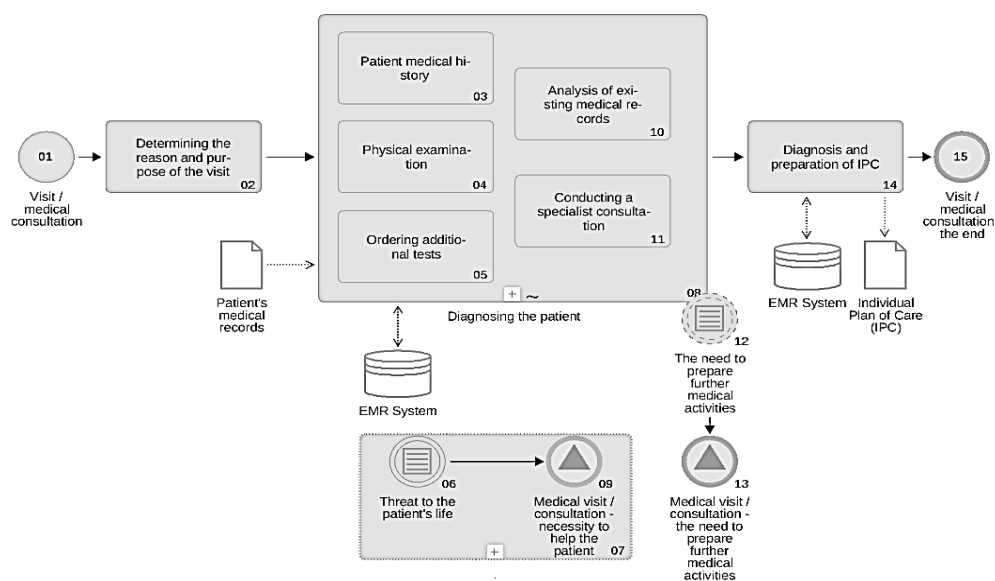 01
Visit /
medical
consultation
Determining the
reason and pur-
pose of the visit
02
Patient's
medical
records
Patient medical hi-
story
03
Physical examina-
tion
04
Ordering additio-
nal tests
05
Analysis of exi-
sting medical re-
cords
10
Conducting a
specialist consulta-
tion
11
+ ~
08
Diagnosing the patient
EMR System
Diagnosis and
preparation of IPC
14
15
Visit /
medical
consultation
the end
EMR System
Individual
Plan of Care
(IPC)
12
The need to
prepare
further
medical
activities
06
Threat to the
patient's life
09
Medical visit /
consultation -
necessity to
help the
patient
07
+
13
Medical visit /
consultation -
the need to
prepare
further
medical
activities